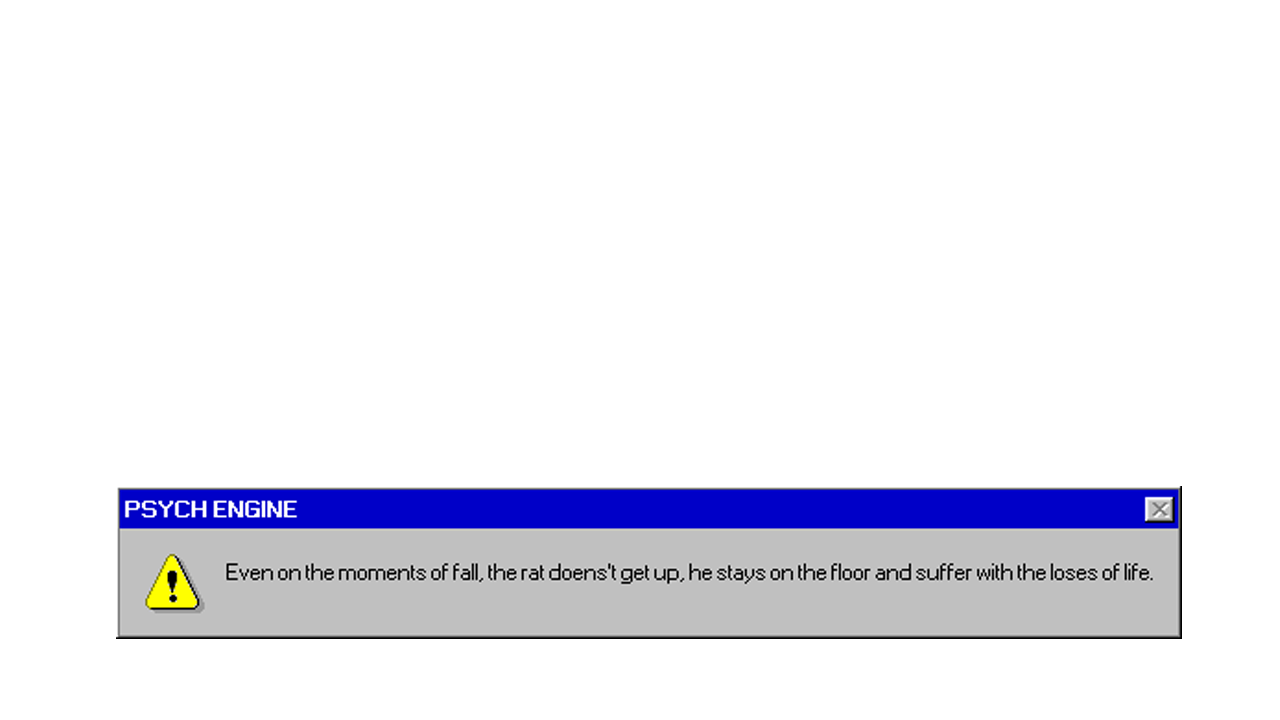 PSYCH ENGINE
Even on the moments of fall, the rat doens't get up, he stays on the floor and suffer with the loses of life.